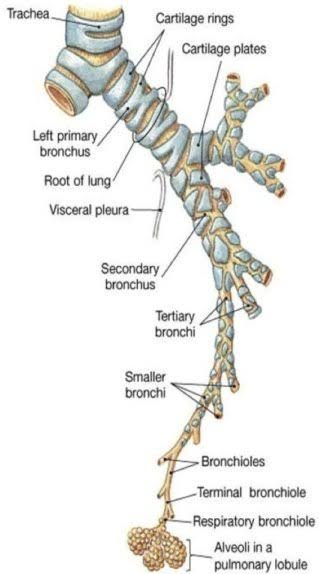 Trachea
Cartilage rings
Cartilage plates
Left primary
bronchus
Root of lung
Visceral pleura
Secondary
bronchus
Tertiary
bronchi
Smaller
bronchi
Bronchioles
Terminal bronchiole
Respiratory bronchiole
Alveoli in a
pulmonary lobule